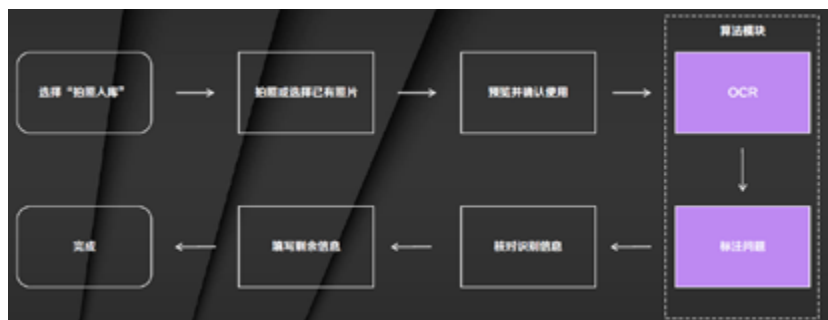 算法模块
选择“拍照入库”
拍照或选择已有照片
预览并确认使用
OCR
完成
填写剩余信息
核对识别信息
标注问题